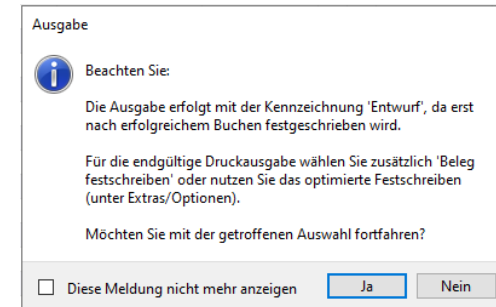 Ausgabe
Beachten Sie:
Die Ausgabe erfolgt mit der Kennzeichnung 'Entwurf', da erst
nach erfolgreichem Buchen festgeschrieben wird.
Für die endgültige Druckausgabe wählen Sie zusätzlich 'Beleg
festschreiben' oder nutzen Sie das optimierte Festschreiben
(unter Extras/Optionen).
Möchten Sie mit der getroffenen Auswahl fortfahren?
Diese Meldung nicht mehr anzeigen Ja Nein